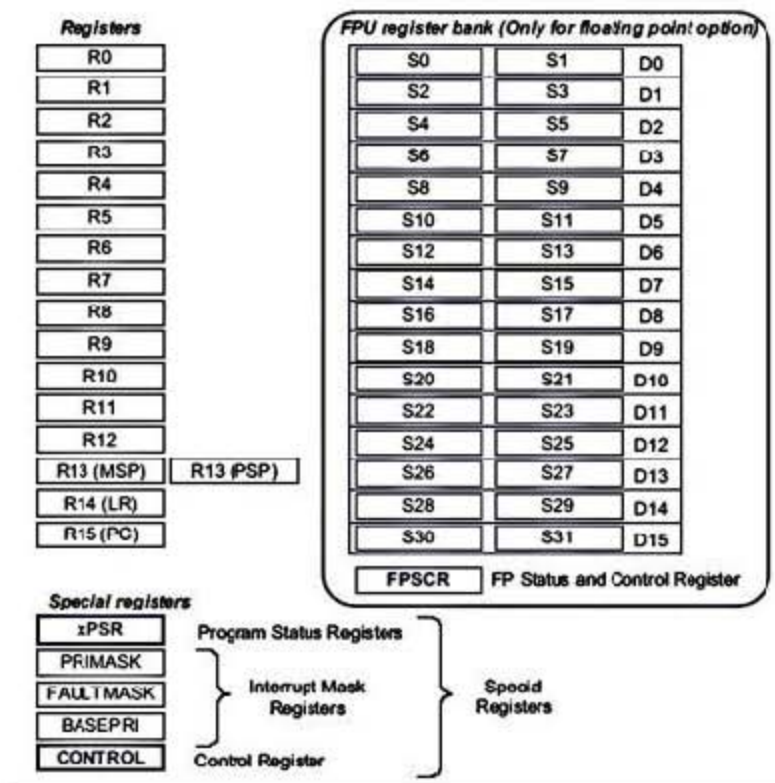 Registers
R0
R1
R2
R3
R4
R5
R6
R7
R8
R9
R10
R11
R12
R13 (MSP) R13 (PSP)
R14 (LR)
R15 (PC)
FPU register bank (Only for floating point option)
S0 S1 D0
S2 S3 D1
S4 S5 D2
S6 S7 D3
S8 S9 D4
S10 S11 D5
S12 S13 D6
S14 S15 D7
S16 S17 D8
S18 S19 D9
S20 S21 D10
S22 S23 D11
S24 S25 D12
S26 S27 D13
S28 S29 D14
S30 S31 D15
FPSCR FP Status and Control Register
Special registers
xPSR Program Status Registers
PRIMASK
FAULTMASK
BASEPRI
Interrupt Mask
Registers
CONTROL Control Register
Special
Registers